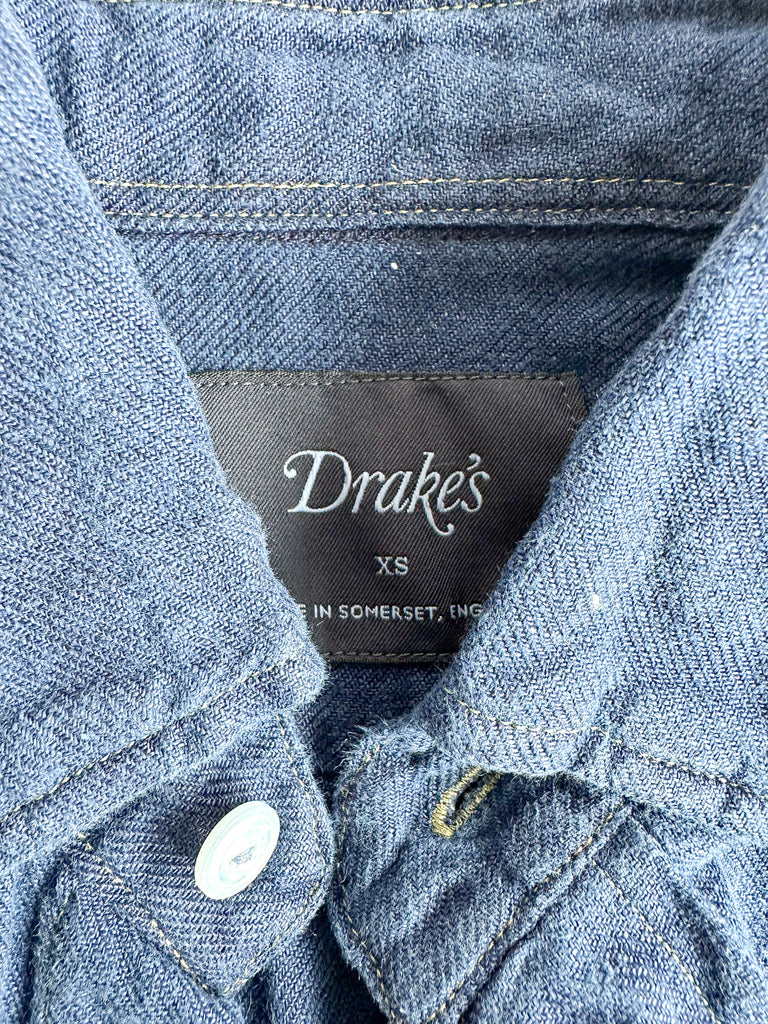 Drake's
XS
E IN SOMERSET, ENG